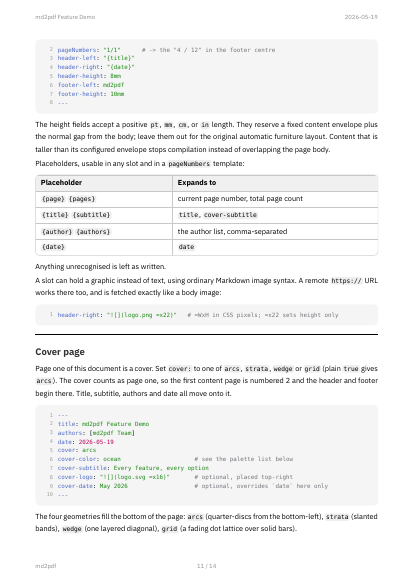 md2pdf Feature Demo 2026-05-19
2 pageNumbers: "1/1" # -> the "4 / 12" in the footer centre
3 header-left: "{title}"
4 header-right: "{date}"
5 header-height: 8mm
6 footer-left: md2pdf
7 footer-height: 10mm
8 ---
The height fields accept a positive pt, mm, cm, or in length. They reserve a fixed content envelope plus
the normal gap from the body; leave them out for the original automatic furniture layout. Content that is
taller than its configured envelope stops compilation instead of overlapping the page body.
Placeholders, usable in any slot and in a pageNumbers template:
Placeholder Expands to
{page} {pages} current page number, total page count
{title} {subtitle} title, cover-subtitle
{author} {authors} the author list, comma-separated
{date} date
Anything unrecognised is left as written.
A slot can hold a graphic instead of text, using ordinary Markdown image syntax. A remote https:// URL
works there too, and is fetched exactly like a body image:
1 header-right: "![](logo.png =x22)" # =WxH in CSS pixels; =x22 sets height only
Cover page
Page one of this document is a cover. Set cover: to one of arcs, strata, wedge or grid (plain true gives
arcs). The cover counts as page one, so the first content page is numbered 2 and the header and footer
begin there. Title, subtitle, authors and date all move onto it.
1 ---
2 title: md2pdf Feature Demo
3 authors: [md2pdf Team]
4 date: 2026-05-19
5 cover: arcs
6 cover-color: ocean # see the palette list below
7 cover-subtitle: Every feature, every option
8 cover-logo: "![](logo.svg =x16)" # optional, placed top-right
9 cover-date: May 2026 # optional, overrides `date` here only
10 ---
The four geometries fill the bottom of the page: arcs (quarter-discs from the bottom-left), strata (slanted
bands), wedge (one layered diagonal), grid (a fading dot lattice over solid bars).
md2pdf 11 / 14